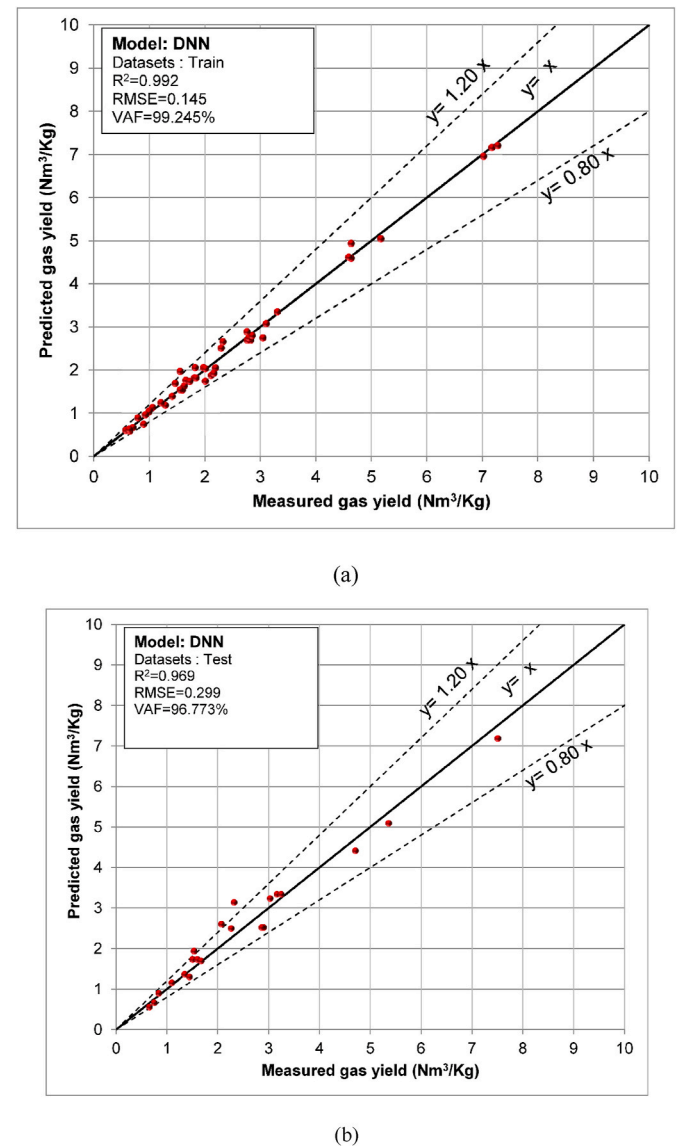 Model: DNN
Datasets : Train
R²=0.992
RMSE=0.145
VAF=99.245%
y= 1.20 x
y= x
y= 0.80 x
10
9
8
7
6
5
4
3
2
1
0
Predicted gas yield (Nm³/Kg)
0 1 2 3 4 5 6 7 8 9 10
Measured gas yield (Nm³/Kg)
(a)
Model: DNN
Datasets : Test
R²=0.969
RMSE=0.299
VAF=96.773%
y= 1.20 x
y= x
y= 0.80 x
10
9
8
7
6
5
4
3
2
1
0
Predicted gas yield (Nm³/Kg)
0 1 2 3 4 5 6 7 8 9 10
Measured gas yield (Nm³/Kg)
(b)